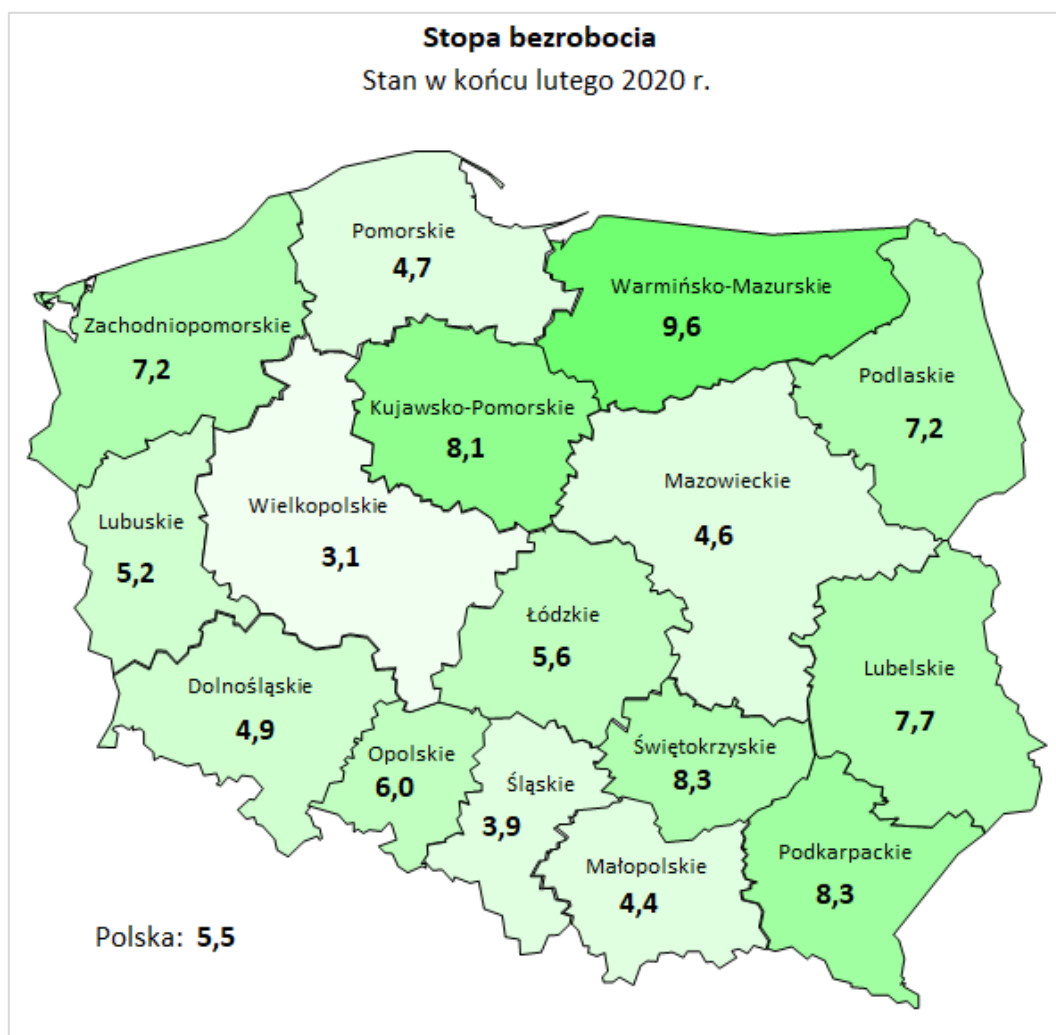 Stopa bezrobocia
Stan w końcu lutego 2020 r.
Pomorskie
4,7
Warmińsko-Mazurskie
9,6
Zachodniopomorskie
7,2
Podlaskie
7,2
Kujawsko-Pomorskie
8,1
Mazowieckie
4,6
Wielkopolskie
3,1
Lubuskie
5,2
Łódzkie
5,6
Lubelskie
7,7
Dolnośląskie
4,9
Świętokrzyskie
8,3
Opolskie
6,0
Śląskie
3,9
Podkarpackie
8,3
Małopolskie
4,4
Polska: 5,5